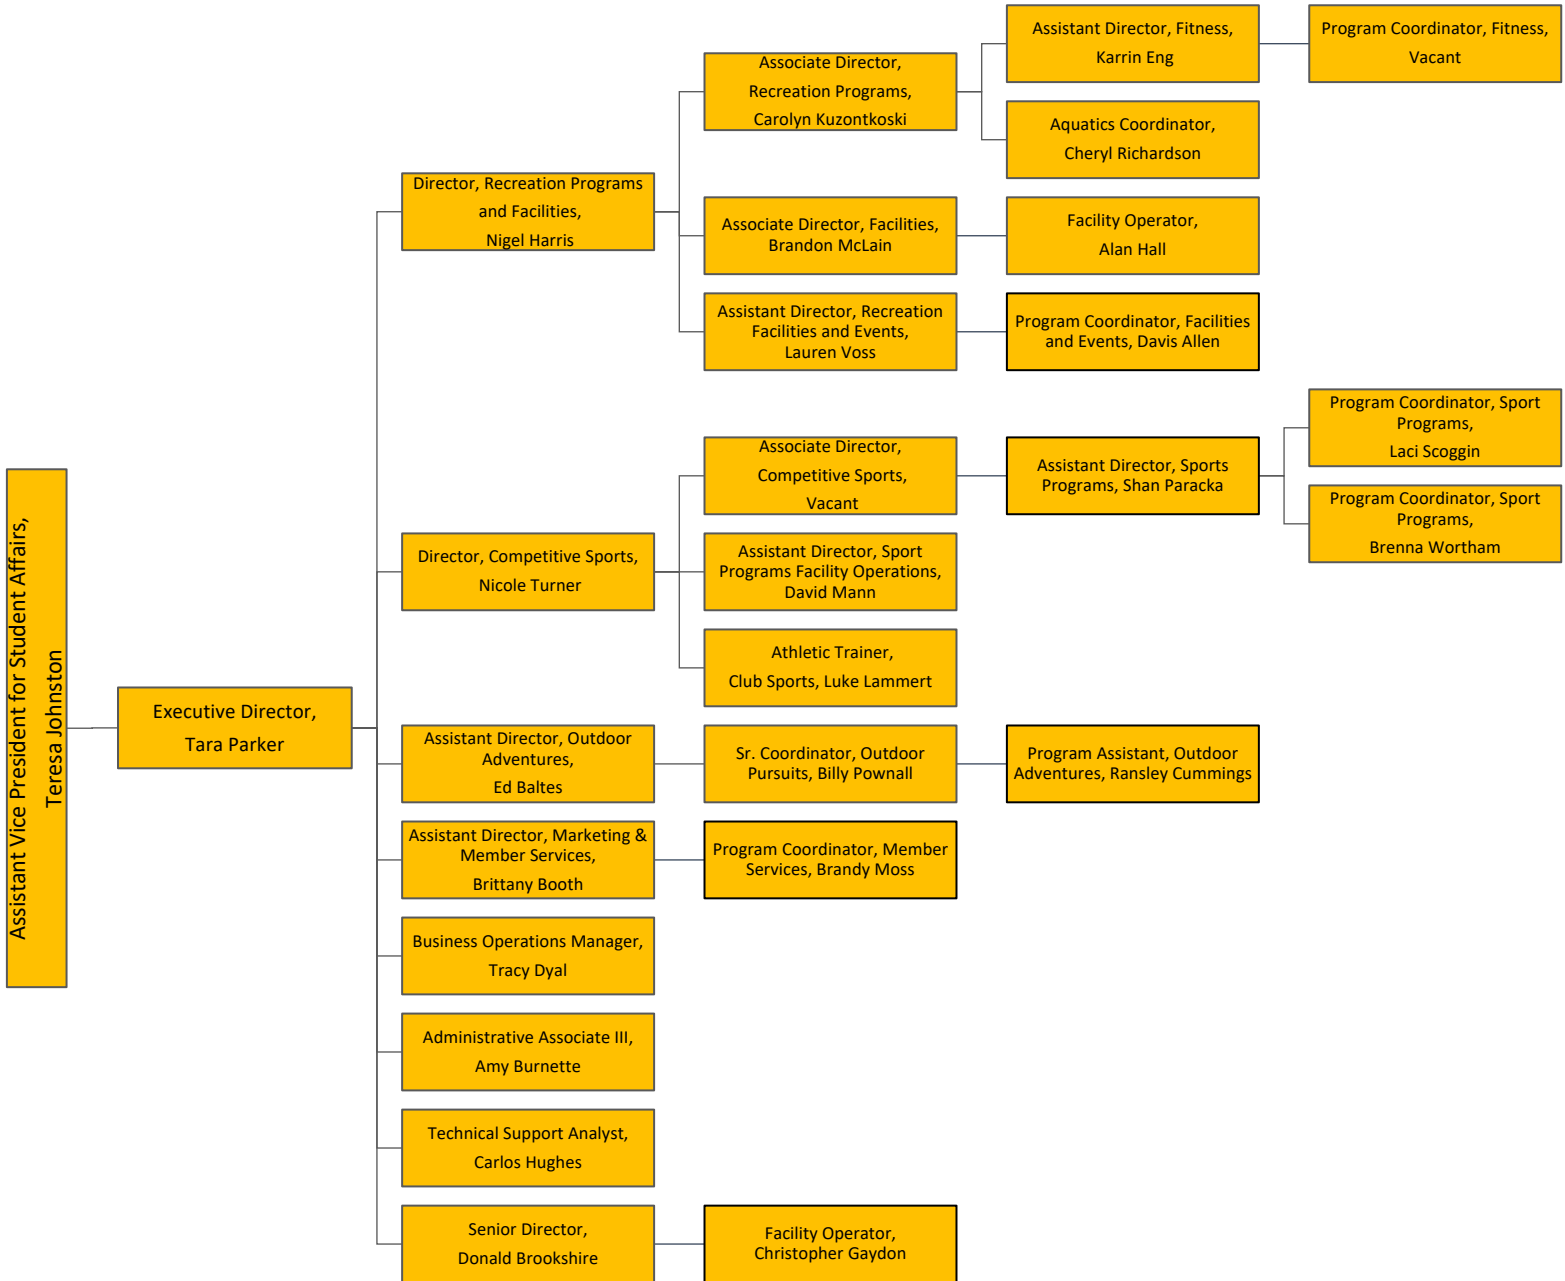 Assistant Vice President for Student Affairs,
Teresa Johnston
Executive Director,
Tara Parker
Director, Recreation Programs
and Facilities,
Nigel Harris
Associate Director,
Recreation Programs,
Carolyn Kuzontkoski
Assistant Director, Fitness,
Karrin Eng
Program Coordinator, Fitness,
Vacant
Aquatics Coordinator,
Cheryl Richardson
Associate Director, Facilities,
Brandon McLain
Facility Operator,
Alan Hall
Assistant Director, Recreation
Facilities and Events,
Lauren Voss
Program Coordinator, Facilities
and Events, Davis Allen
Director, Competitive Sports,
Nicole Turner
Associate Director,
Competitive Sports,
Vacant
Assistant Director, Sports
Programs, Shan Paracka
Program Coordinator, Sport
Programs,
Laci Scoggin
Program Coordinator, Sport
Programs,
Brenna Wortham
Assistant Director, Sport
Programs Facility Operations,
David Mann
Athletic Trainer,
Club Sports, Luke Lammert
Assistant Director, Outdoor
Adventures,
Ed Baltes
Sr. Coordinator, Outdoor
Pursuits, Billy Pownall
Program Assistant, Outdoor
Adventures, Ransley Cummings
Assistant Director, Marketing &
Member Services,
Brittany Booth
Program Coordinator, Member
Services, Brandy Moss
Business Operations Manager,
Tracy Dyal
Administrative Associate III,
Amy Burnette
Technical Support Analyst,
Carlos Hughes
Senior Director,
Donald Brookshire
Facility Operator,
Christopher Gaydon